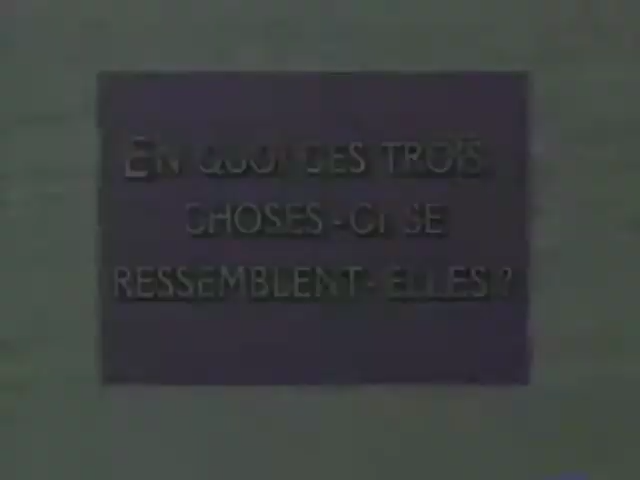 EN QUOI CES TROIS
CHOSES-CI SE
RESSEMBLENT-ELLES?